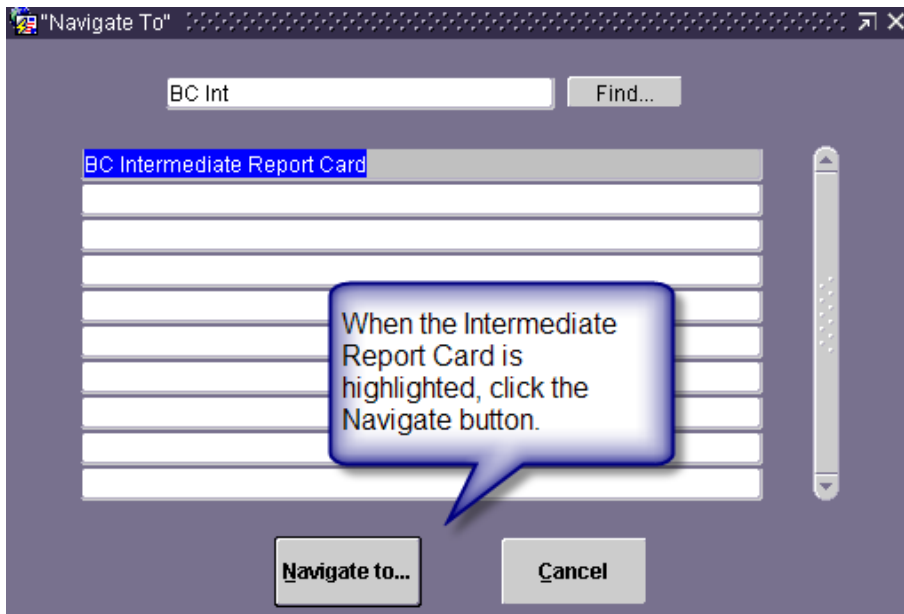 "Navigate To"
BC Int
Find...
BC Intermediate Report Card
When the Intermediate
Report Card is
highlighted, click the
Navigate button.
Navigate to...
Cancel